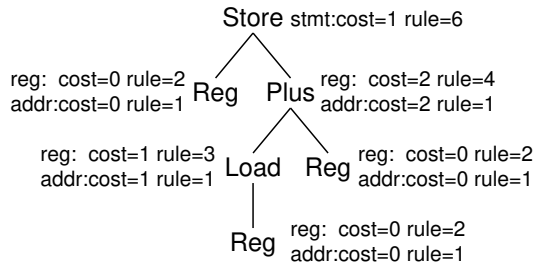 Store stmt:cost=1 rule=6
reg: cost=0 rule=2
addr:cost=0 rule=1
Reg
Plus
reg: cost=2 rule=4
addr:cost=2 rule=1
reg: cost=1 rule=3
addr:cost=1 rule=1
Load
Reg
reg: cost=0 rule=2
addr:cost=0 rule=1
Reg
reg: cost=0 rule=2
addr:cost=0 rule=1